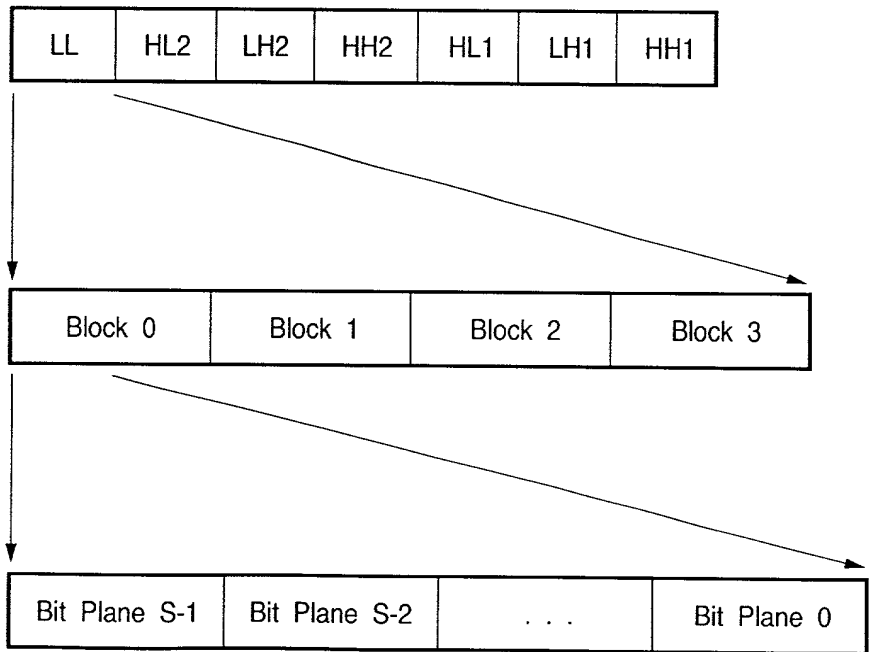 LL HL2 LH2 HH2 HL1 LH1 HH1
Block 0 Block 1 Block 2 Block 3
Bit Plane S-1 Bit Plane S-2 . . . Bit Plane 0